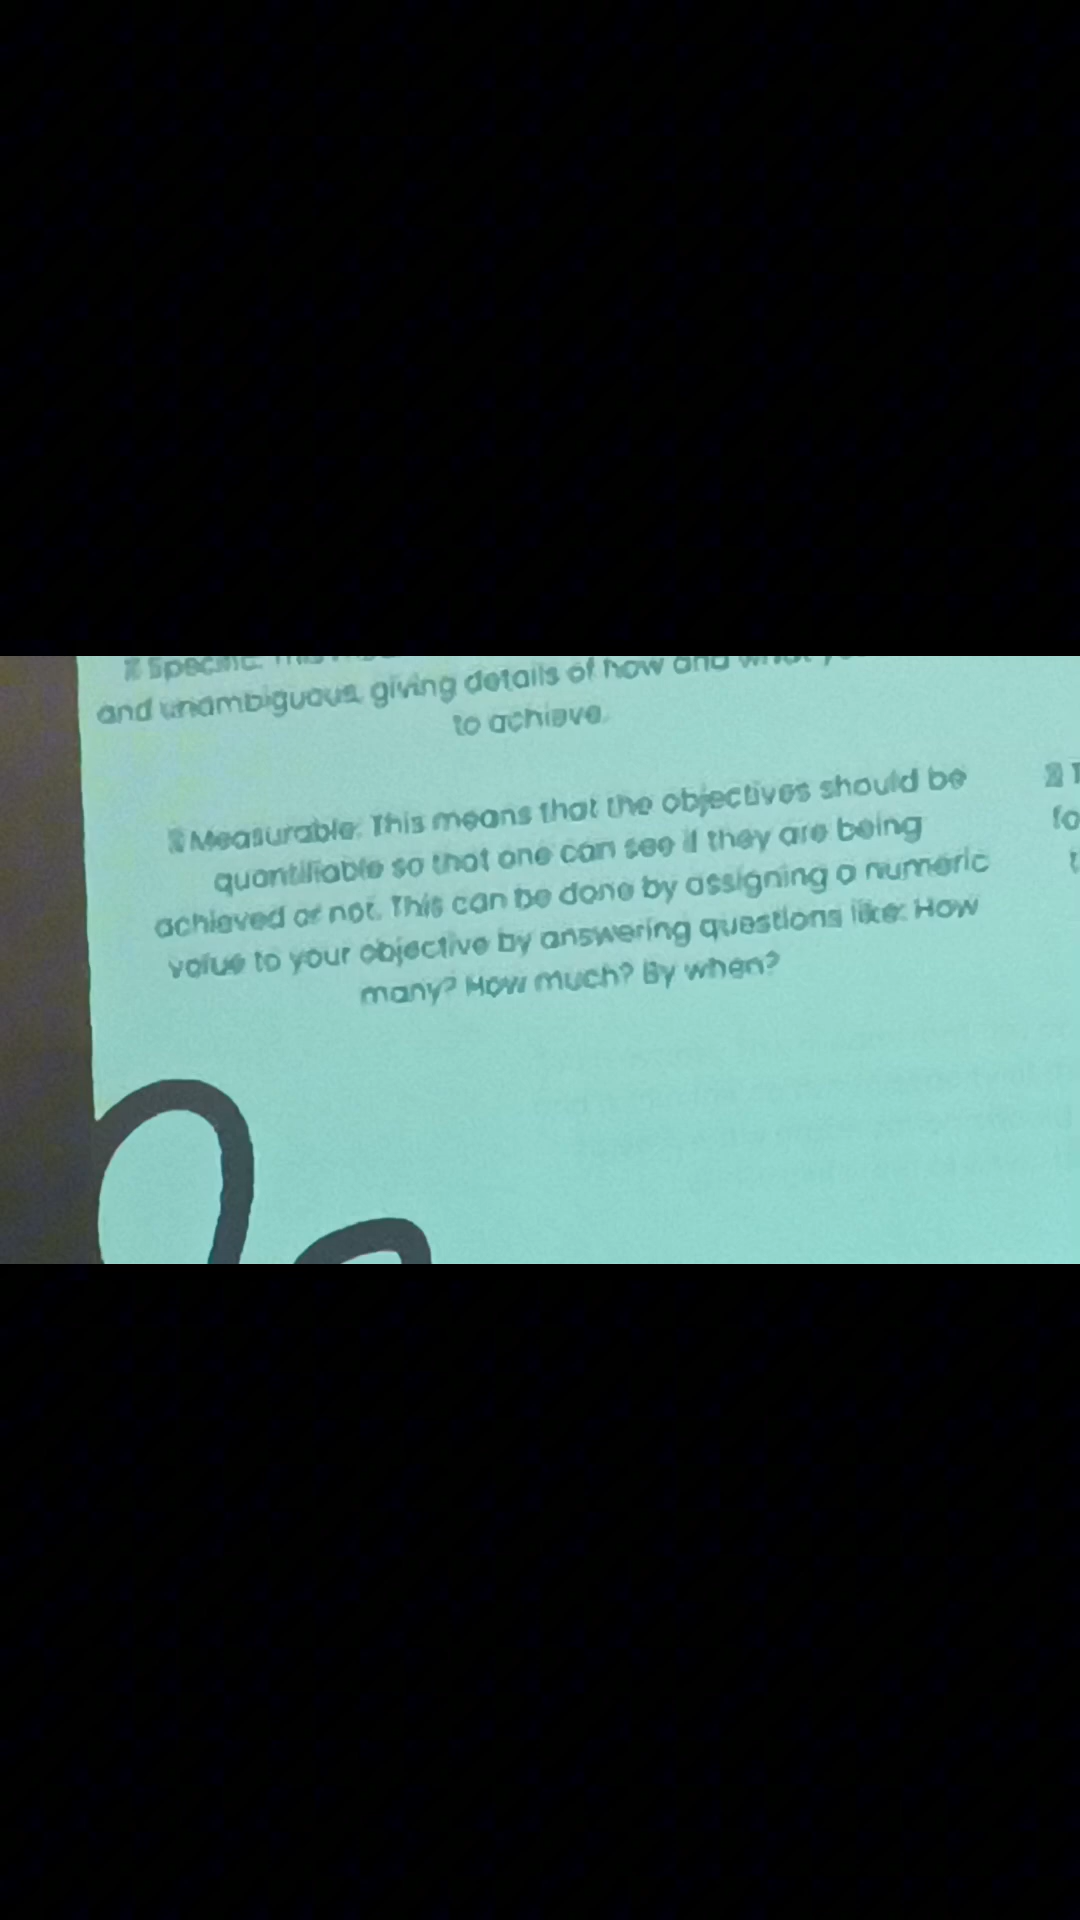 Specific.
and unambiguous, giving details of how and what
to achieve.
Measurable. This means that the objectives should be
quantifiable so that one can see if they are being
achieved or not. This can be done by assigning a numeric
value to your objective by answering questions like: How
many? How much? By when?